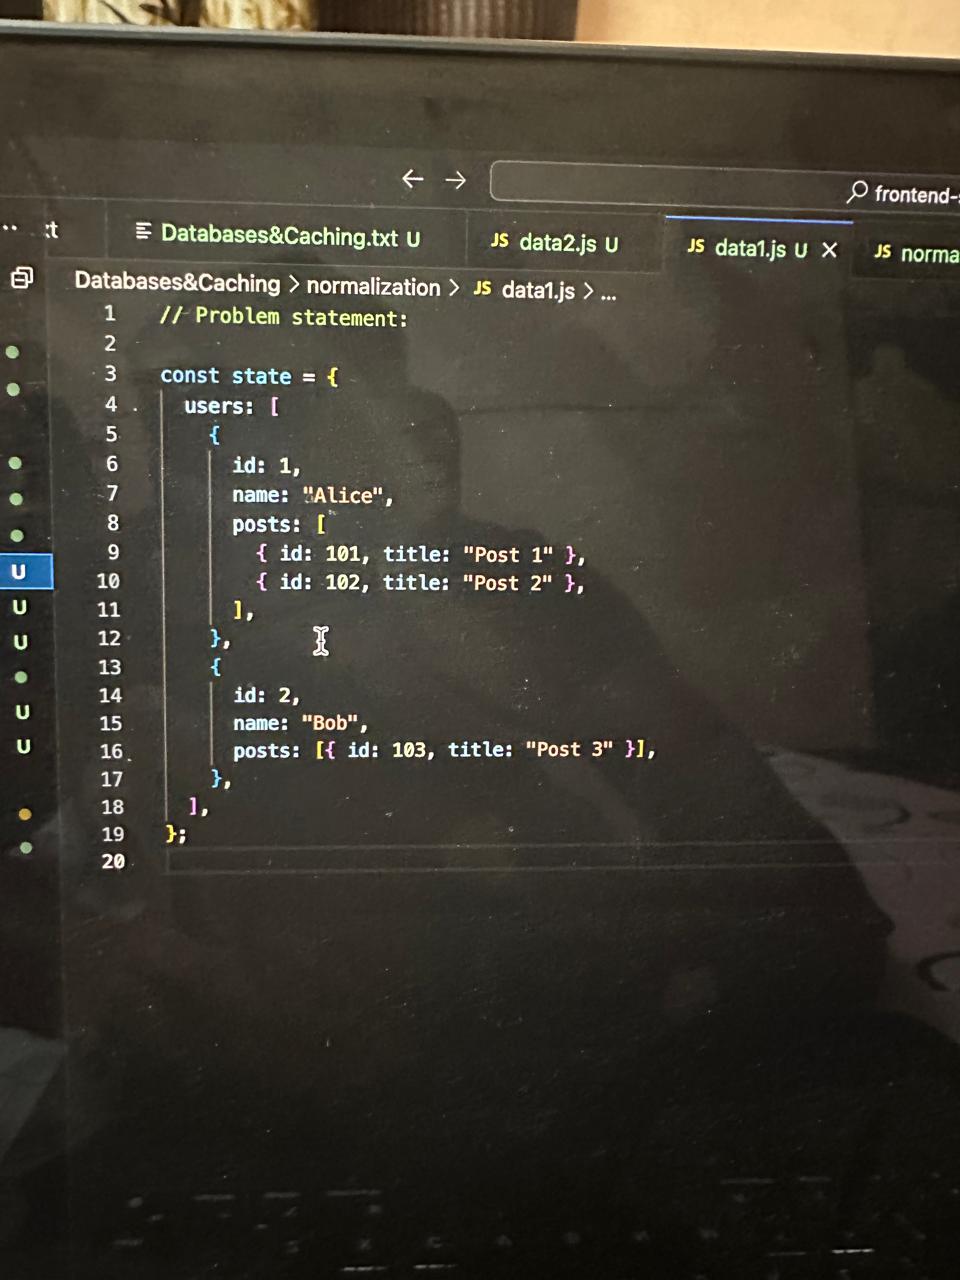 frontend-
Databases&Caching.txt U
JS data2.js U
JS data1.js U
JS norma
Databases&Caching > normalization > JS data1.js > ...
1 // Problem statement:
2
3 const state = {
4 users: [
5 {
6 id: 1,
7 name: "Alice",
8 posts: [
9 { id: 101, title: "Post 1" },
10 { id: 102, title: "Post 2" },
11 ],
12 },
13 {
14 id: 2,
15 name: "Bob",
16 posts: [{ id: 103, title: "Post 3" }],
17 },
18 ],
19 };
20
U
U
U
U
U